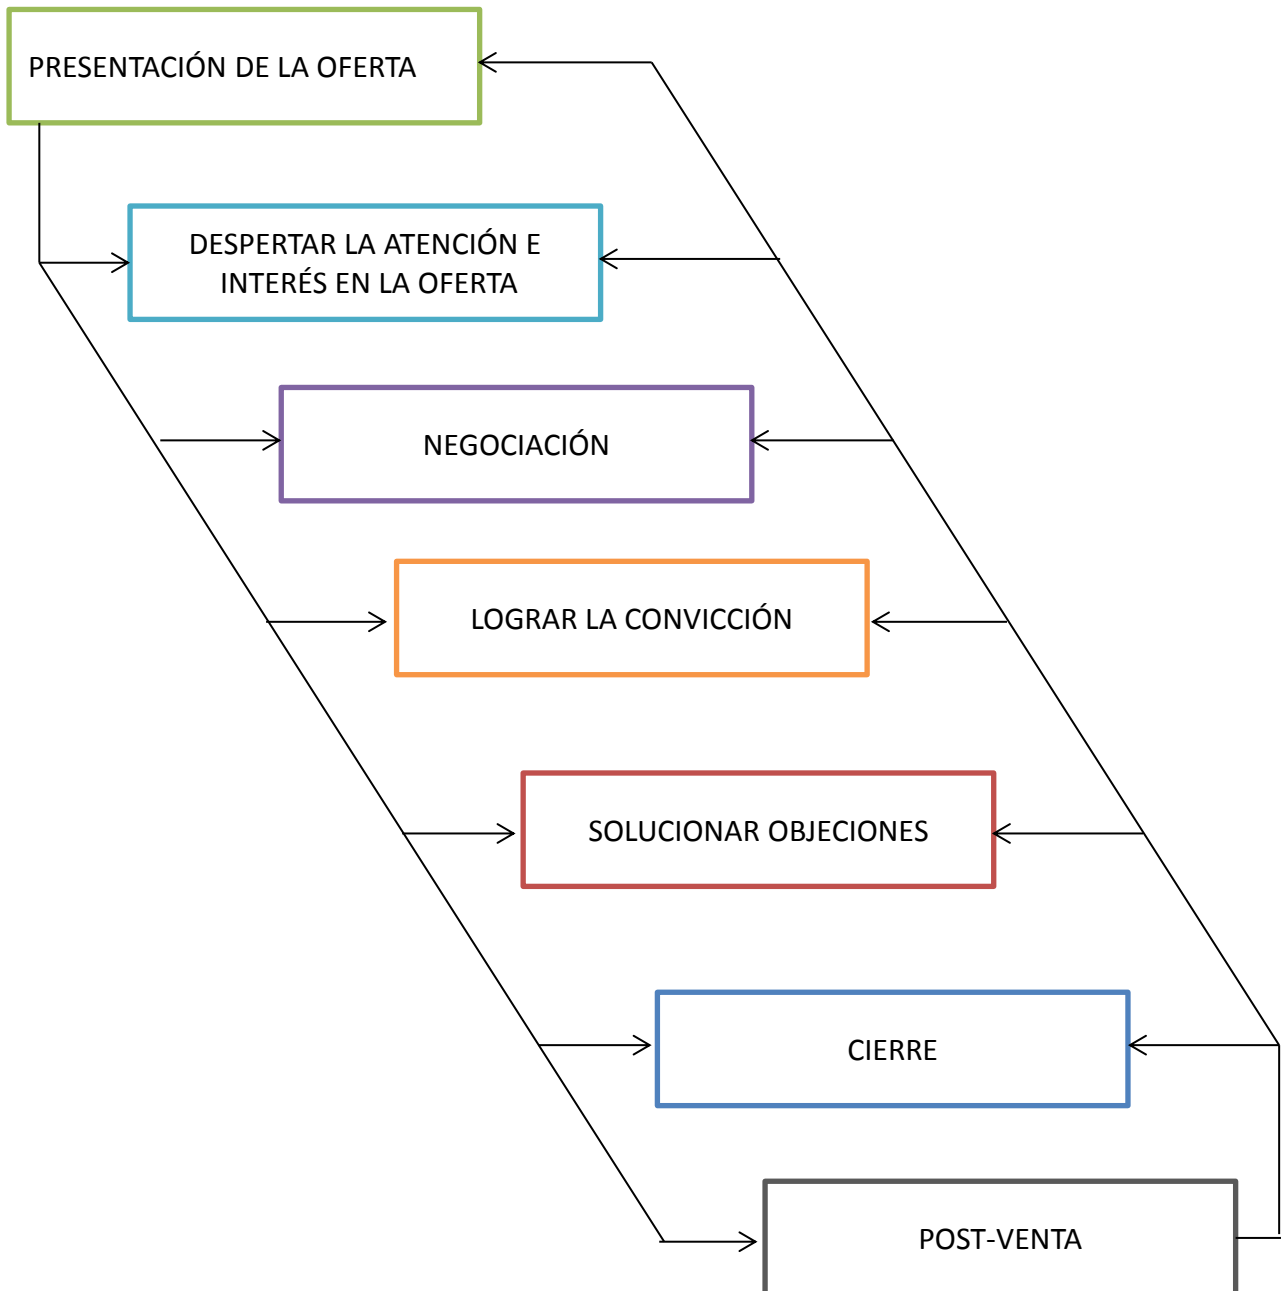 PRESENTACIÓN DE LA OFERTA
DESPERTAR LA ATENCIÓN E
INTERÉS EN LA OFERTA
NEGOCIACIÓN
LOGRAR LA CONVICCIÓN
SOLUCIONAR OBJECIONES
CIERRE
POST-VENTA